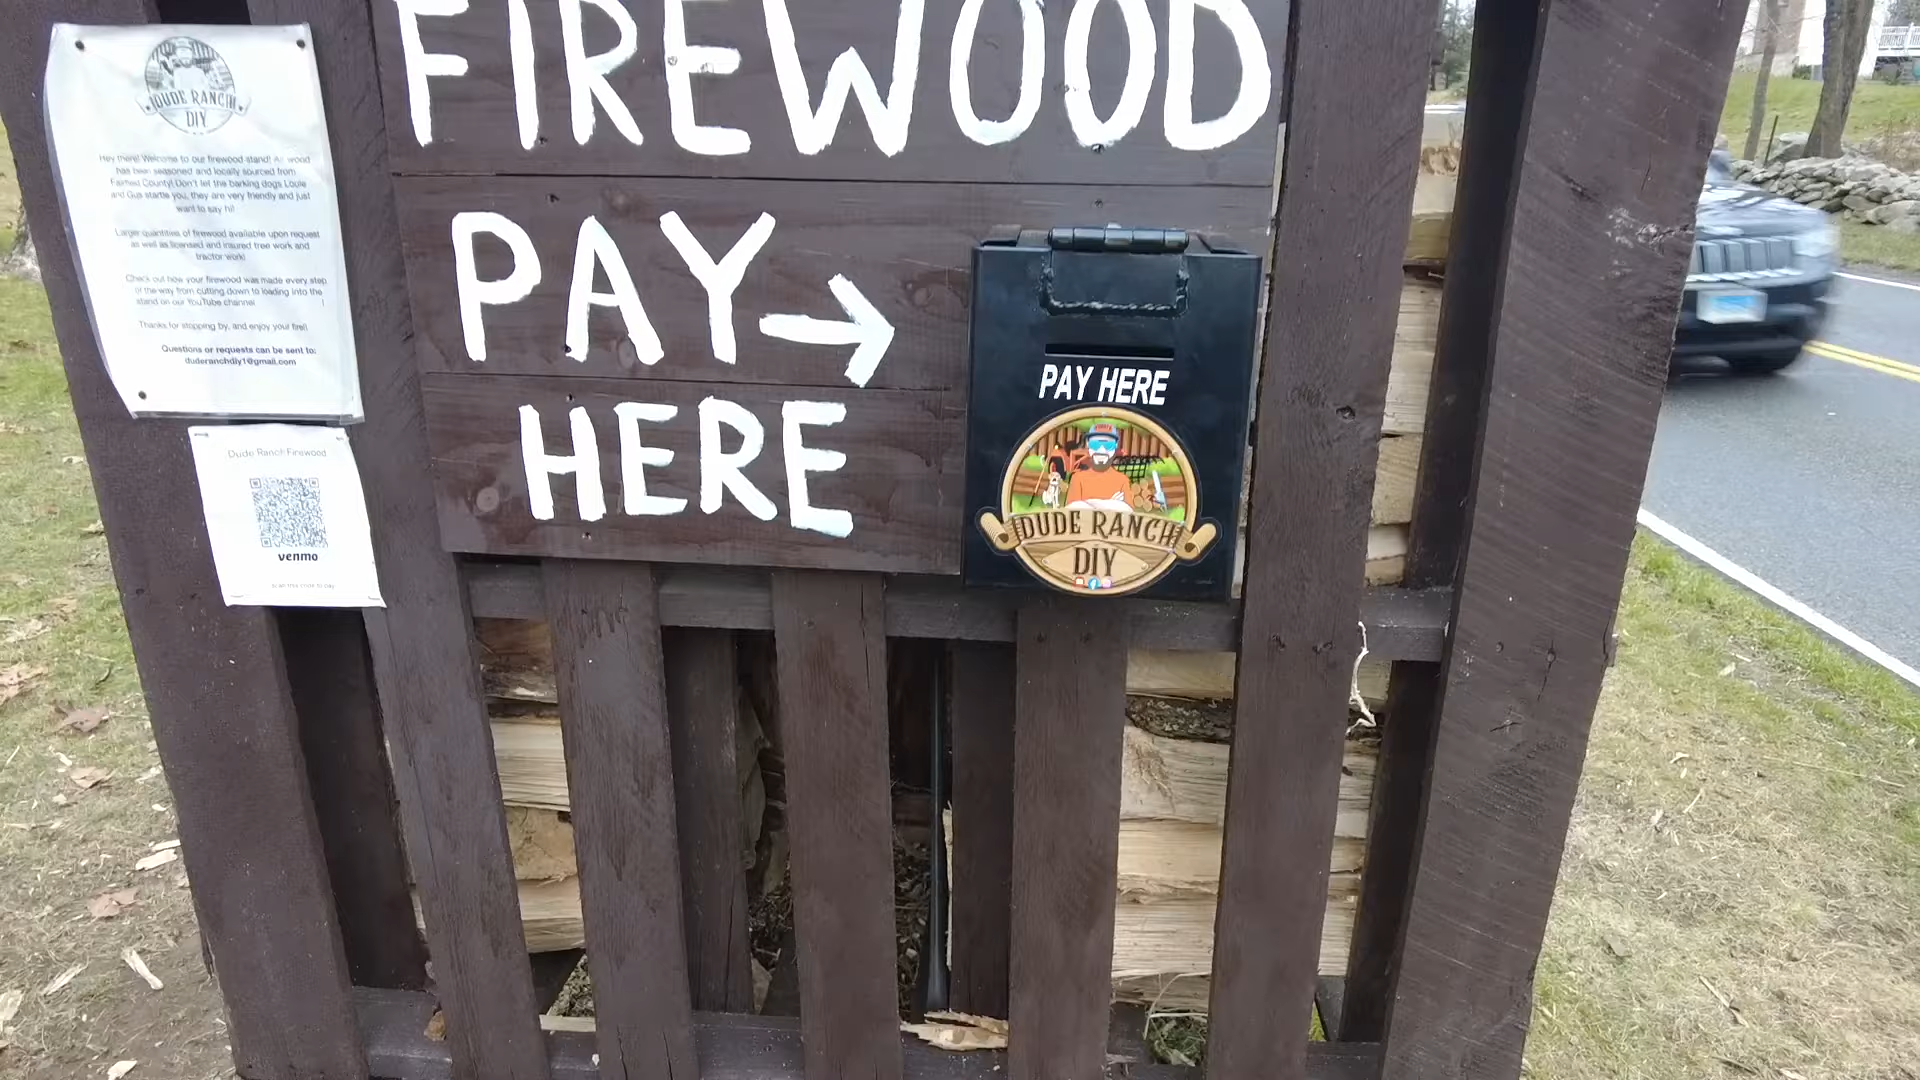 FIREWOOD
PAY →
HERE
DUDE RANCH
DIY
Hey there! Welcome to our firewood stand! All wood
has been seasoned and locally sourced from
Fairfield County! Don't let the barking dogs Louie
and Gus startle you, they are very friendly and just
want to say hi!
Larger quantities of firewood available upon request
as well as licensed and insured tree work and
tractor work!
Check out how your firewood was made every step
of the way from cutting down to loading into the
stand on our YouTube channel
Thanks for stopping by, and enjoy your fire!!
Questions or requests can be sent to:
duderanchdiy1@gmail.com
Dude Ranch Firewood
venmo
Scan this code to pay
PAY HERE
DUDE RANCH
DIY